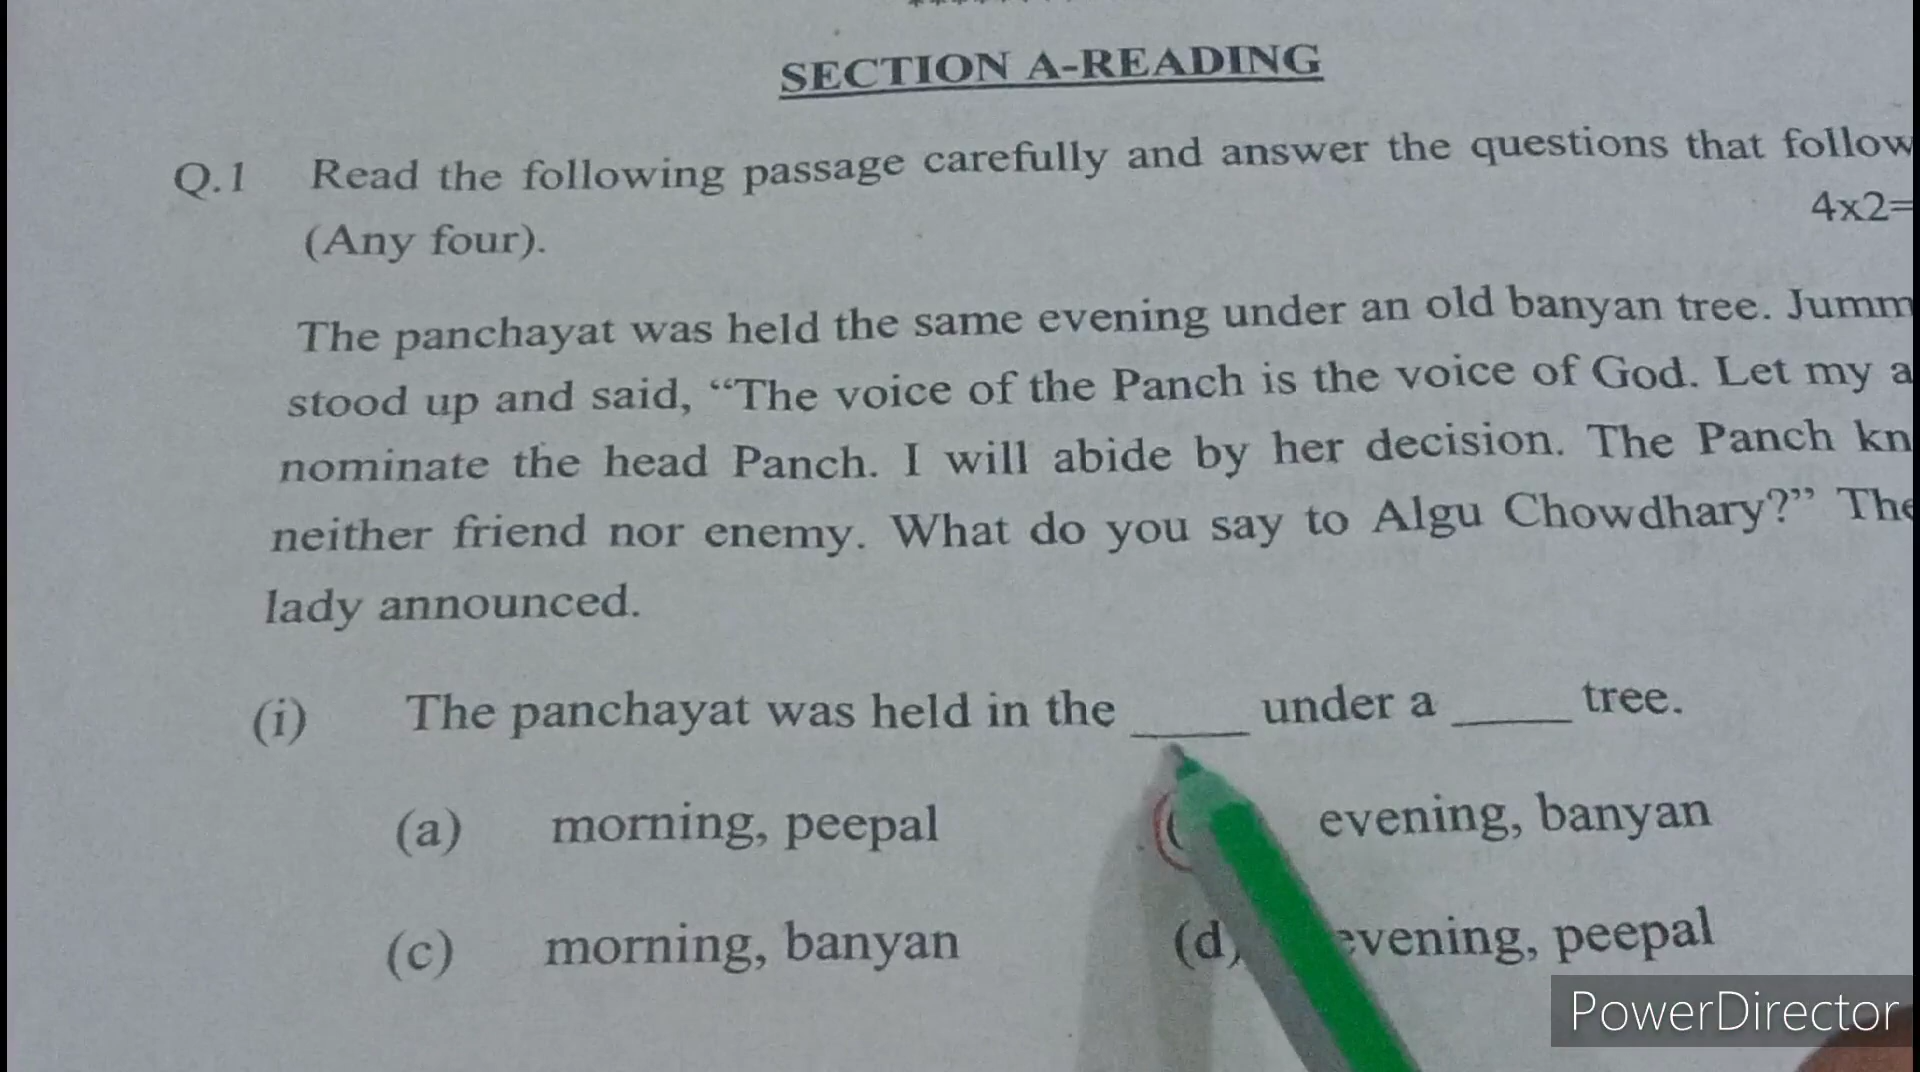 SECTION A-READING
Q.1 Read the following passage carefully and answer the questions that follow
(Any four). 4x2=
The panchayat was held the same evening under an old banyan tree. Jumm
stood up and said, “The voice of the Panch is the voice of God. Let my a
nominate the head Panch. I will abide by her decision. The Panch kn
neither friend nor enemy. What do you say to Algu Chowdhary?” The
lady announced.
(i) The panchayat was held in the ____ under a ____ tree.
(a) morning, peepal ( evening, banyan
(c) morning, banyan (d) evening, peepal
PowerDirector